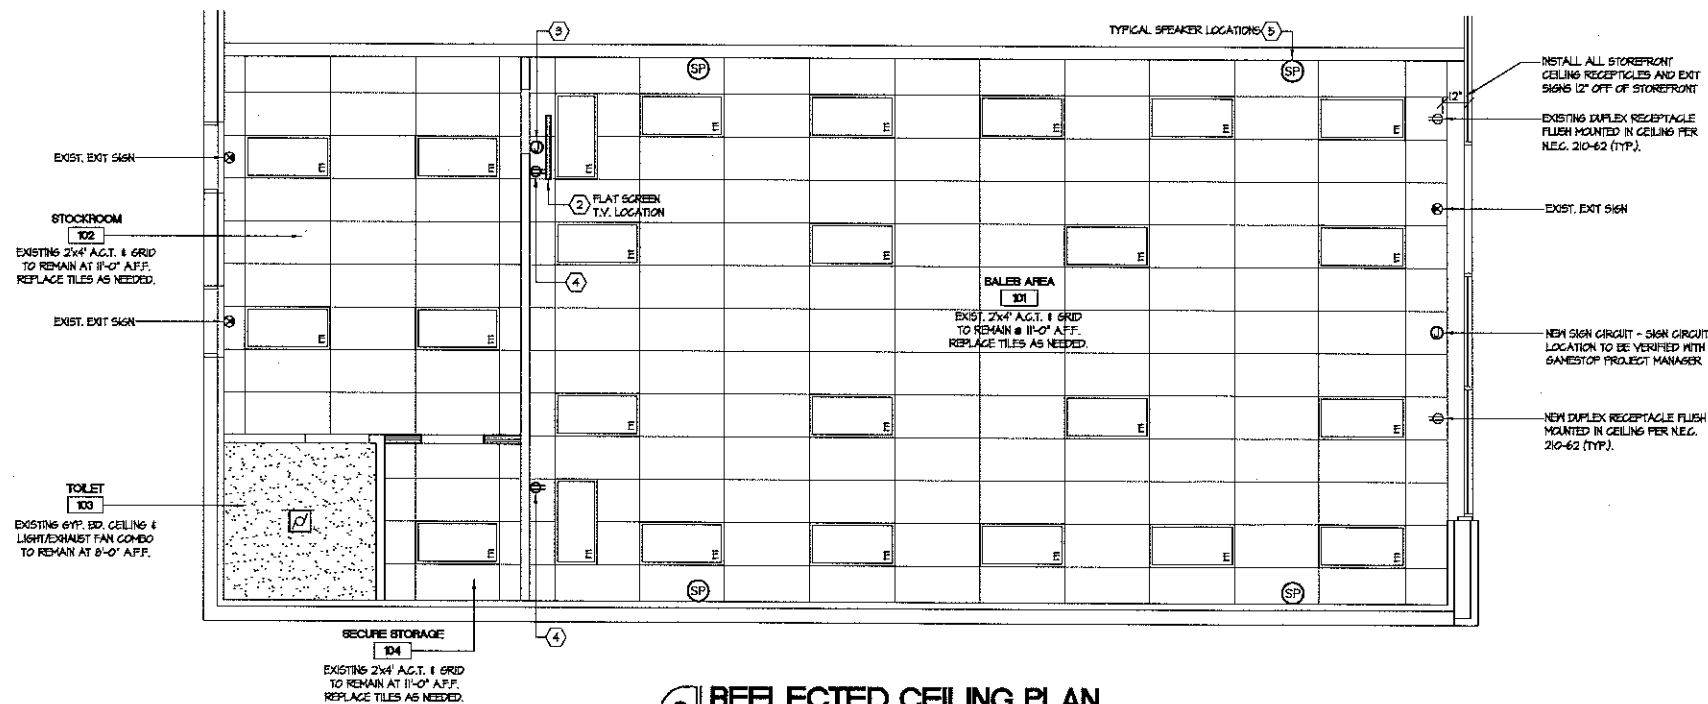 3
TYPICAL SPEAKER LOCATIONS 5
SP
SP
INSTALL ALL STOREFRONT
CEILING RECEPTICLES AND EXIT
SIGNS 12" OFF OF STOREFRONT
12"
EXISTING DUPLEX RECEPTACLE
FLUSH MOUNTED IN CEILING PER
N.E.C. 210-62 (TYP.).
E
E
E
E
E
E
E
E
EXIST. EXIT SIGN
J
2 FLAT SCREEN
T.V. LOCATION
EXIST. EXIT SIGN
STOCKROOM
102
EXISTING 2'x4' A.C.T. & GRID
TO REMAIN AT 11'-0" A.F.F.
REPLACE TILES AS NEEDED.
E
E
E
E
4
SALES AREA
101
EXIST. 2'x4' A.C.T. & GRID
TO REMAIN @ 11'-0" A.F.F.
REPLACE TILES AS NEEDED.
EXIST. EXIT SIGN
E
E
J
NEW SIGN CIRCUIT - SIGN CIRCUIT
LOCATION TO BE VERIFIED WITH
GAMESTOP PROJECT MANAGER
E
E
E
E
NEW DUPLEX RECEPTACLE FLUSH
MOUNTED IN CEILING PER N.E.C.
210-62 (TYP.).
TOILET
103
EXISTING GYP. BD. CEILING &
LIGHT/EXHAUST FAN COMBO
TO REMAIN AT 8'-0" A.F.F.
E
E
E
E
E
E
E
SP
SP
4
SECURE STORAGE
104
EXISTING 2'x4' A.C.T. & GRID
TO REMAIN AT 11'-0" A.F.F.
REPLACE TILES AS NEEDED.
REFLECTED CEILING PLAN